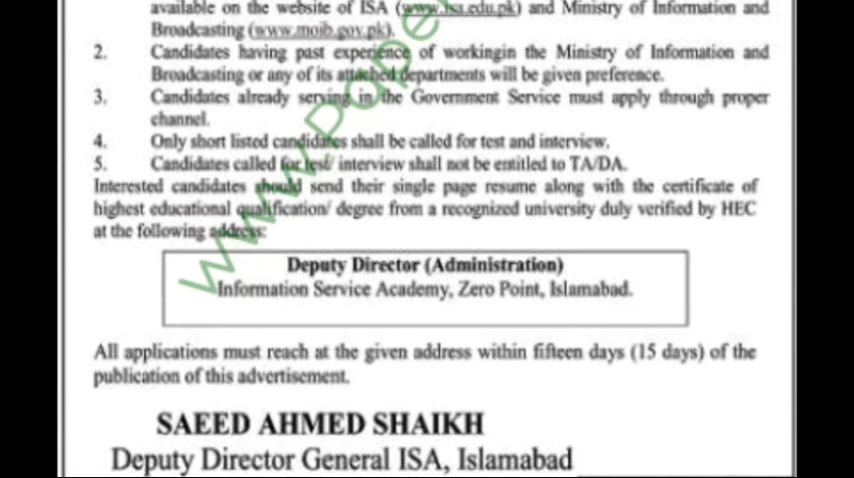 available on the website of ISA (www.isa.edu.pk) and Ministry of Information and
Broadcasting (www.moib.gov.pk).
2. Candidates having past experience of workingin the Ministry of Information and
Broadcasting or any of its attached departments will be given preference.
3. Candidates already serving in the Government Service must apply through proper
channel.
4. Only short listed candidates shall be called for test and interview.
5. Candidates called for test/ interview shall not be entitled to TA/DA.
Interested candidates should send their single page resume along with the certificate of
highest educational qualification/ degree from a recognized university duly verified by HEC
at the following address:
Deputy Director (Administration)
Information Service Academy, Zero Point, Islamabad.
All applications must reach at the given address within fifteen days (15 days) of the
publication of this advertisement.
SAEED AHMED SHAIKH
Deputy Director General ISA, Islamabad
www.Pape